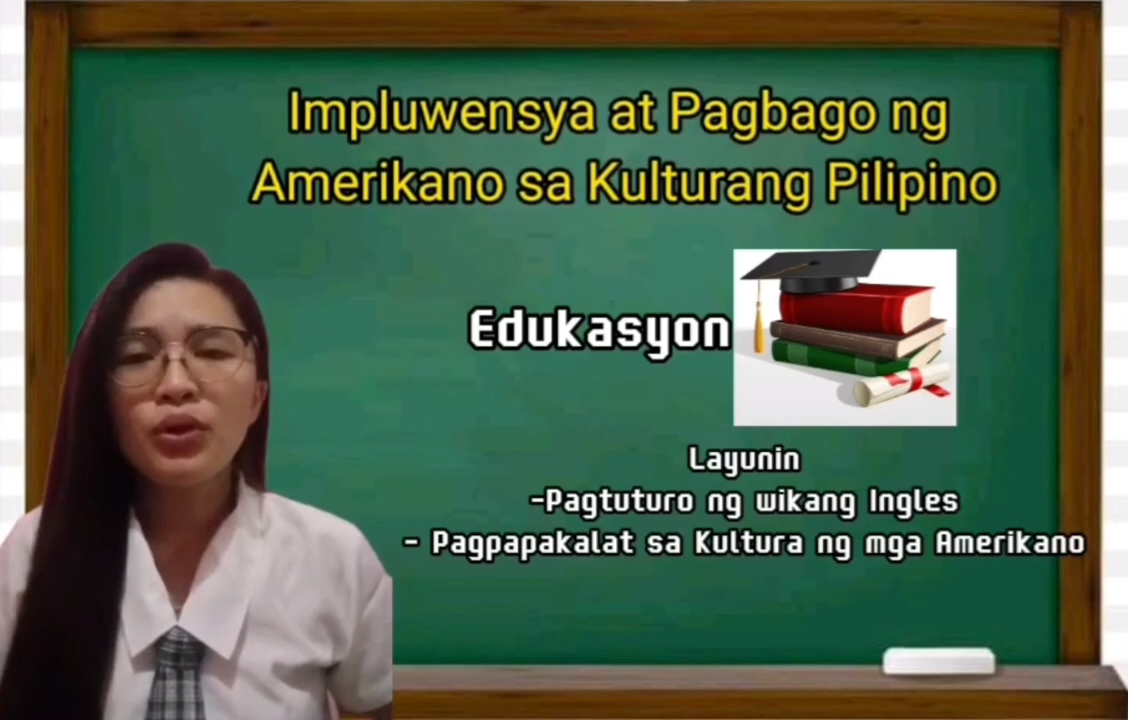 Impluwensya at Pagbago ng
Amerikano sa Kulturang Pilipino
Edukasyon
Layunin
-Pagtuturo ng wikang Ingles
- Pagpapakalat sa Kultura ng mga Amerikano